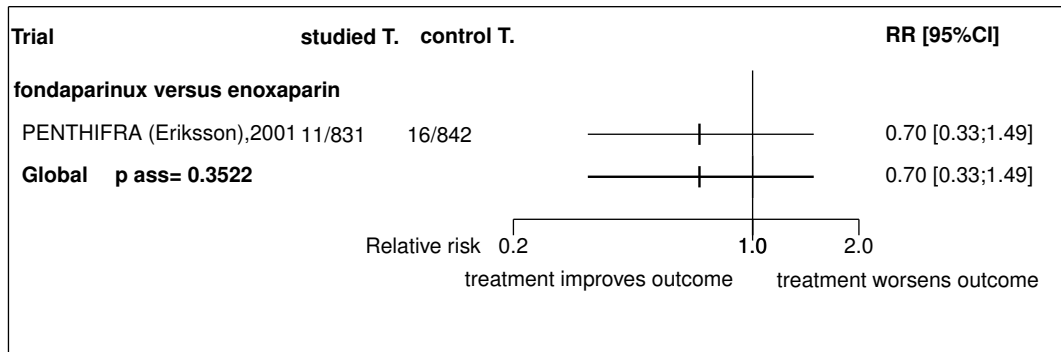 Trial studied T. control T. RR [95%CI]
fondaparinux versus enoxaparin
PENTHIFRA (Eriksson),2001 11/831 16/842 0.70 [0.33;1.49]
Global p ass= 0.3522 0.70 [0.33;1.49]
Relative risk 0.2 1.0 2.0
treatment improves outcome treatment worsens outcome